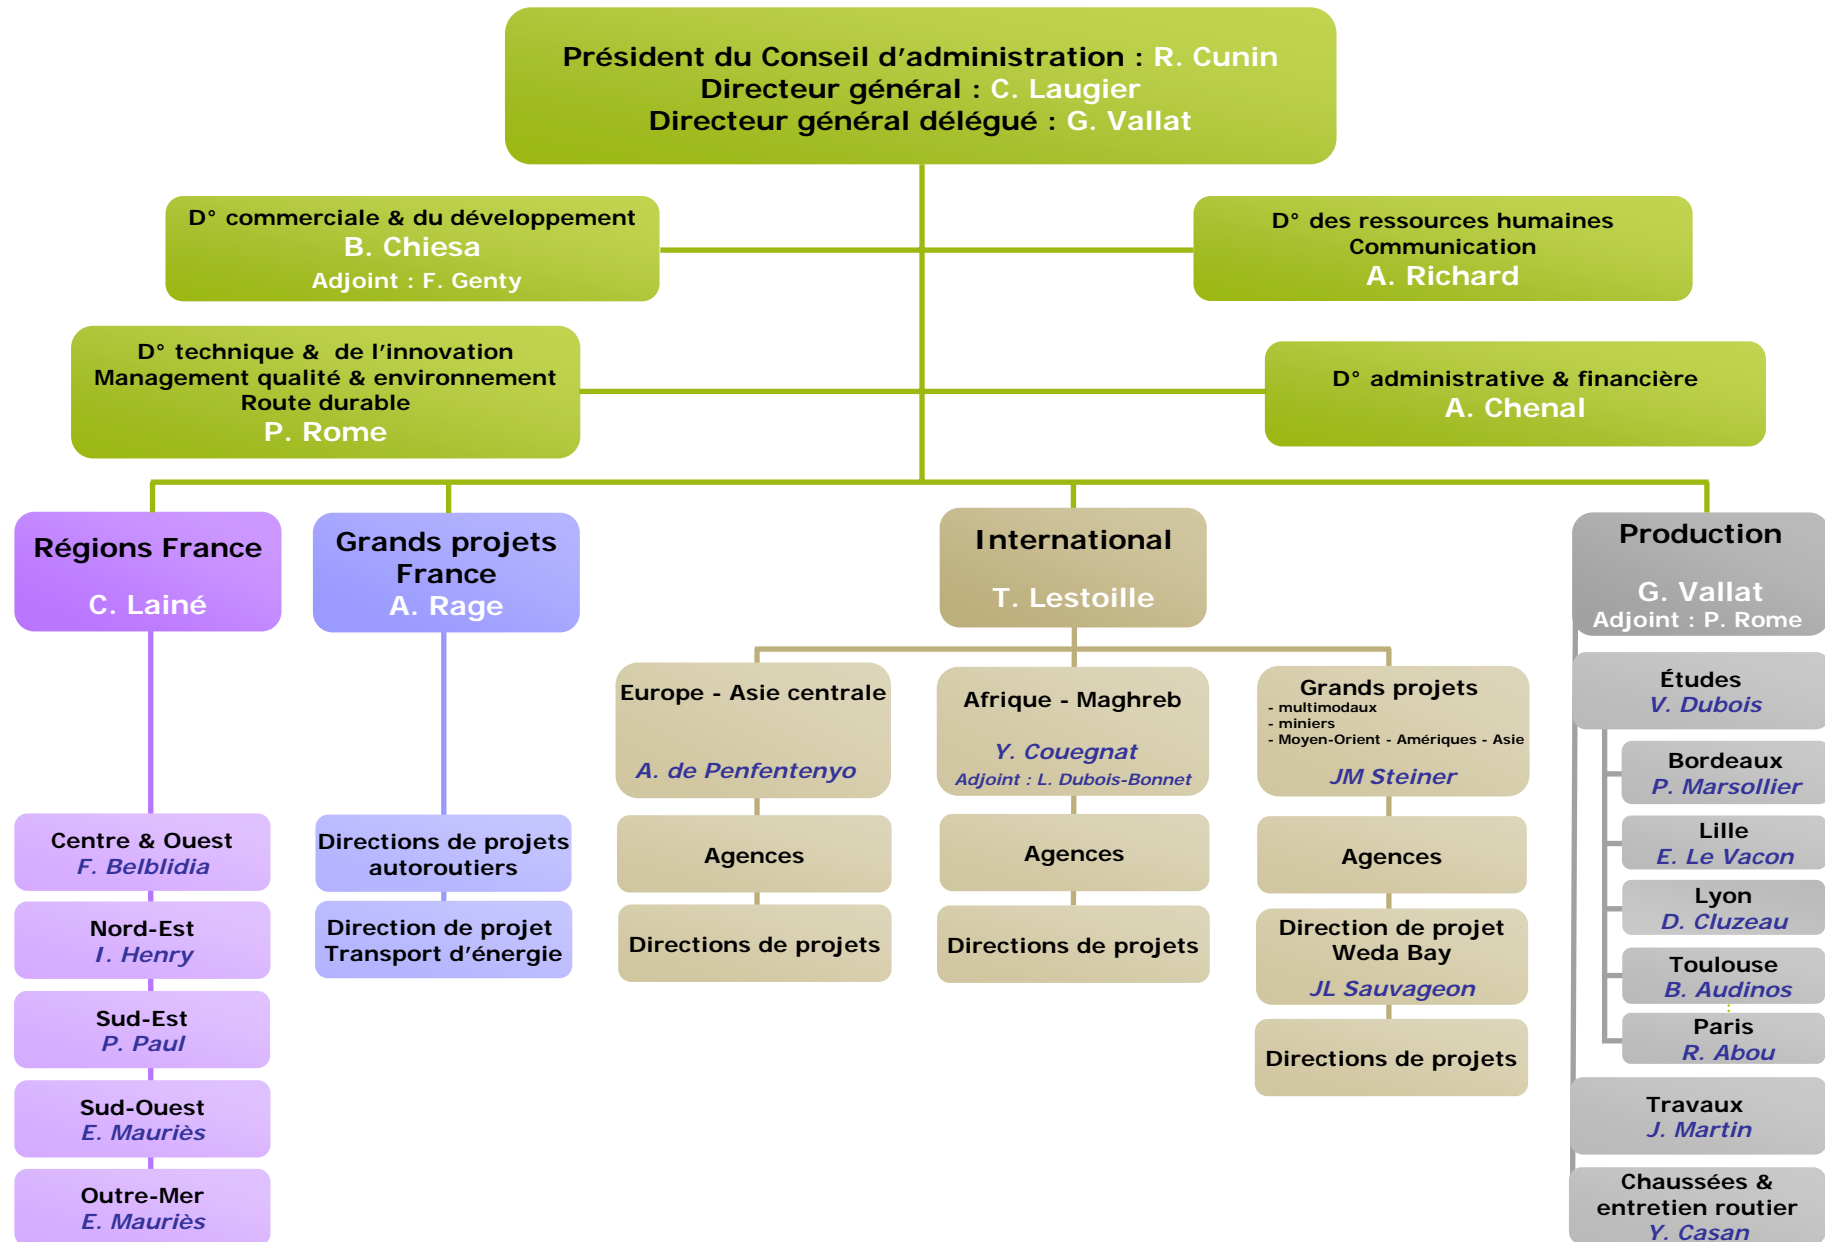 Président du Conseil d’administration : R. Cunin
Directeur général : C. Laugier
Directeur général délégué : G. Vallat
D° commerciale & du développement
B. Chiesa
Adjoint : F. Genty
D° des ressources humaines
Communication
A. Richard
D° technique & de l’innovation
Management qualité & environnement
Route durable
P. Rome
D° administrative & financière
A. Chenal
Régions France
C. Lainé
Centre & Ouest
F. Belblidia
Nord-Est
I. Henry
Sud-Est
P. Paul
Sud-Ouest
E. Mauriès
Outre-Mer
E. Mauriès
Grands projets
France
A. Rage
Directions de projets
autoroutiers
Direction de projet
Transport d’énergie
International
T. Lestoille
Europe - Asie centrale
A. de Penfentenyo
Agences
Directions de projets
Afrique - Maghreb
Y. Couegnat
Adjoint : L. Dubois-Bonnet
Agences
Directions de projets
Grands projets
- multimodaux
- miniers
- Moyen-Orient - Amériques - Asie
JM Steiner
Agences
Direction de projet
Weda Bay
JL Sauvageon
Directions de projets
Production
G. Vallat
Adjoint : P. Rome
Études
V. Dubois
Bordeaux
P. Marsollier
Lille
E. Le Vacon
Lyon
D. Cluzeau
Toulouse
B. Audinos
Paris
R. Abou
Travaux
J. Martin
Chaussées &
entretien routier
Y. Casan